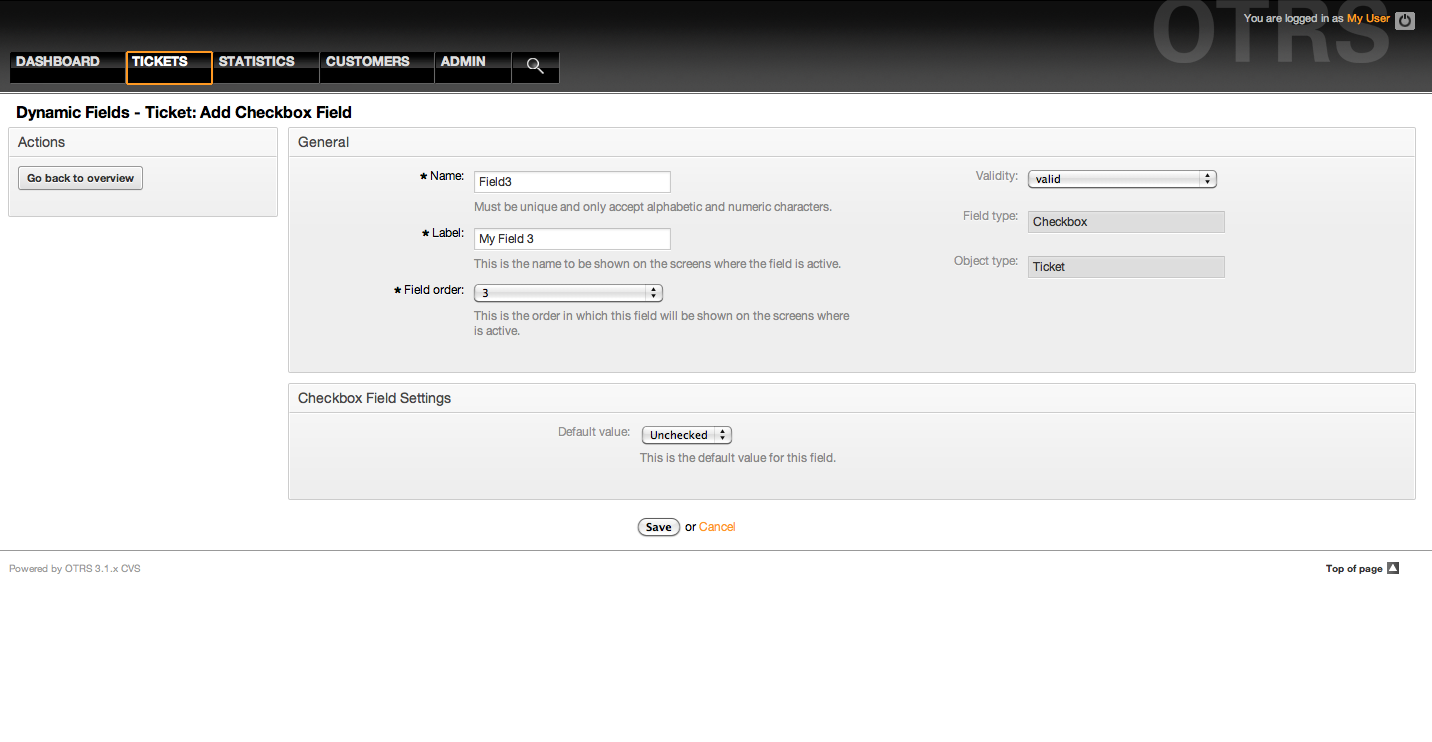 OTRS
You are logged in as My User
DASHBOARD TICKETS STATISTICS CUSTOMERS ADMIN
Dynamic Fields - Ticket: Add Checkbox Field
Actions
Go back to overview
General
* Name: Field3
Must be unique and only accept alphabetic and numeric characters.
* Label: My Field 3
This is the name to be shown on the screens where the field is active.
* Field order: 3
This is the order in which this field will be shown on the screens where
is active.
Validity: valid
Field type: Checkbox
Object type: Ticket
Checkbox Field Settings
Default value: Unchecked
This is the default value for this field.
Save or Cancel
Powered by OTRS 3.1.x CVS
Top of page